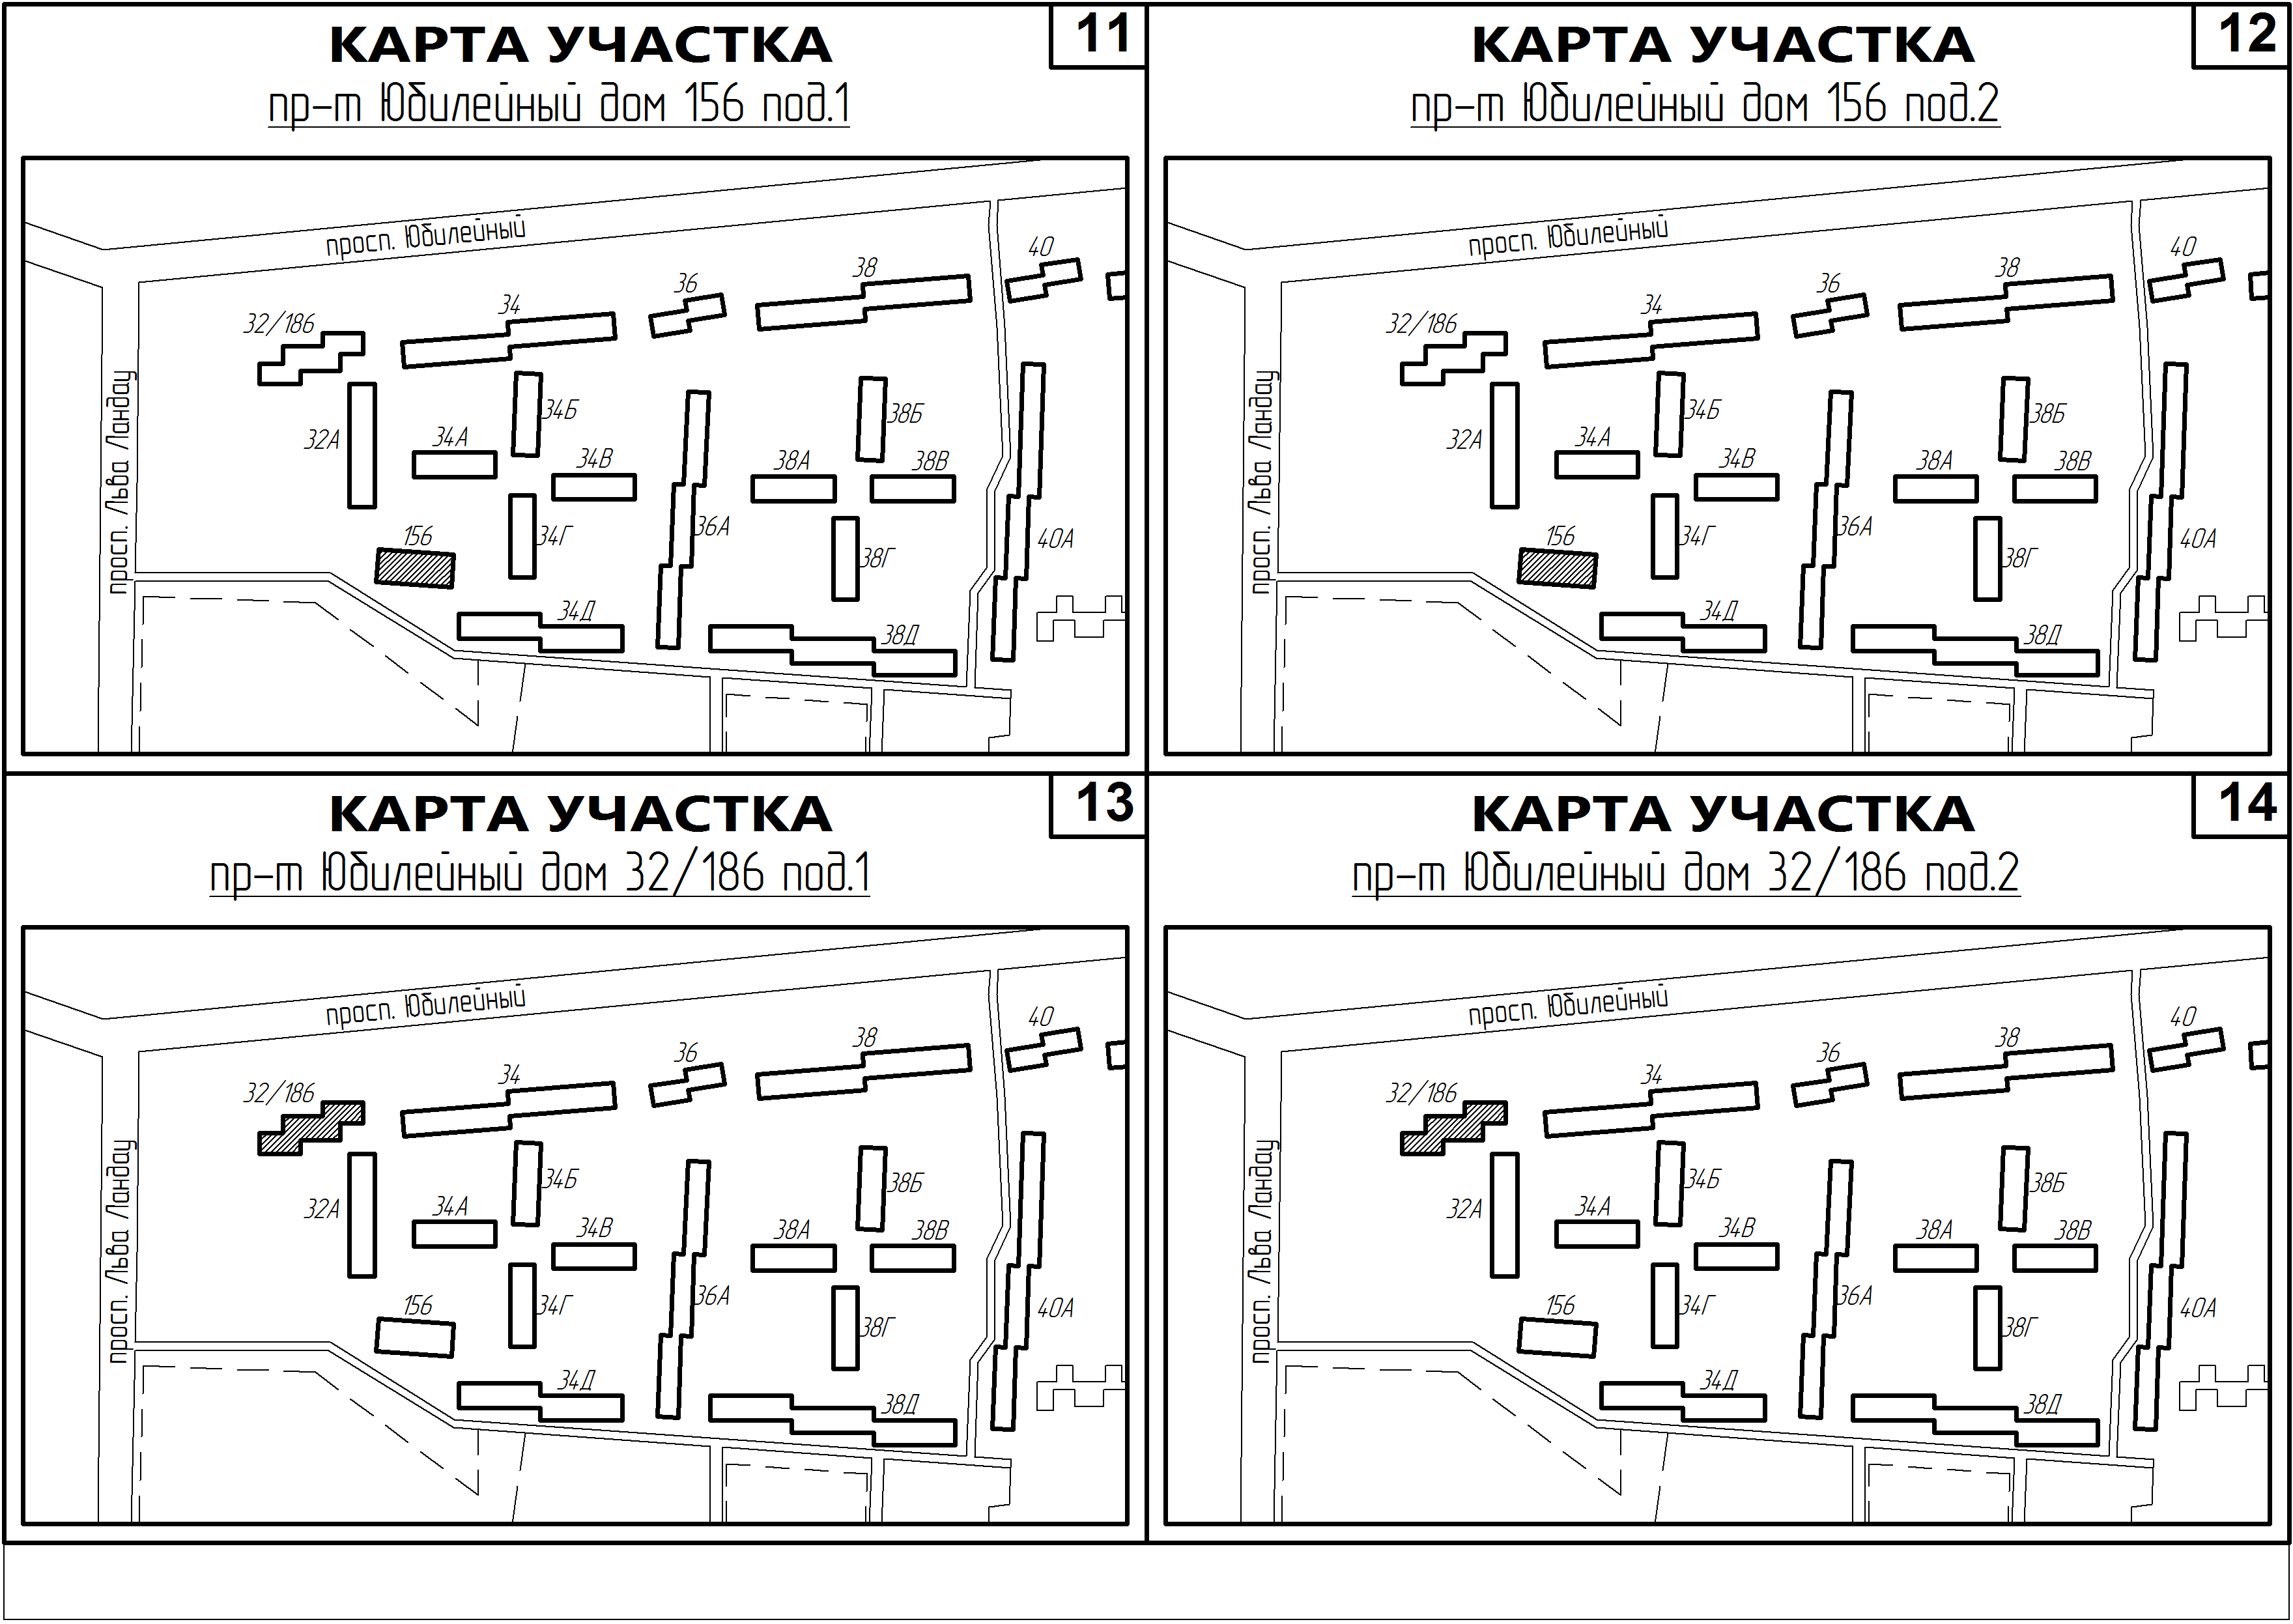 КАРТА УЧАСТКА
11
пр-т Юбилейный дом 156 под.1
просп. Юбилейный
40
38
36
34
32/186
34Б
38Б
32А
34А
34В
38А
38В
просп. Льва Ландау
36А
156
34Г
40А
38Г
34Д
38Д
КАРТА УЧАСТКА
12
пр-т Юбилейный дом 156 под.2
просп. Юбилейный
40
38
36
34
32/186
34Б
38Б
32А
34А
34В
38А
38В
просп. Льва Ландау
36А
156
34Г
40А
38Г
34Д
38Д
КАРТА УЧАСТКА
13
пр-т Юбилейный дом 32/186 под.1
просп. Юбилейный
40
38
36
34
32/186
34Б
38Б
32А
34А
34В
38А
38В
просп. Льва Ландау
36А
156
34Г
40А
38Г
34Д
38Д
КАРТА УЧАСТКА
14
пр-т Юбилейный дом 32/186 под.2
просп. Юбилейный
40
38
36
34
32/186
34Б
38Б
32А
34А
34В
38А
38В
просп. Льва Ландау
36А
156
34Г
40А
38Г
34Д
38Д